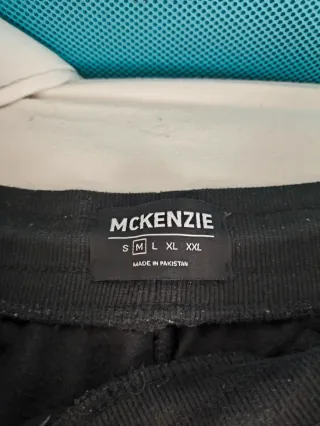 McKENZIE
S M L XL XXL
MADE IN PAKISTAN